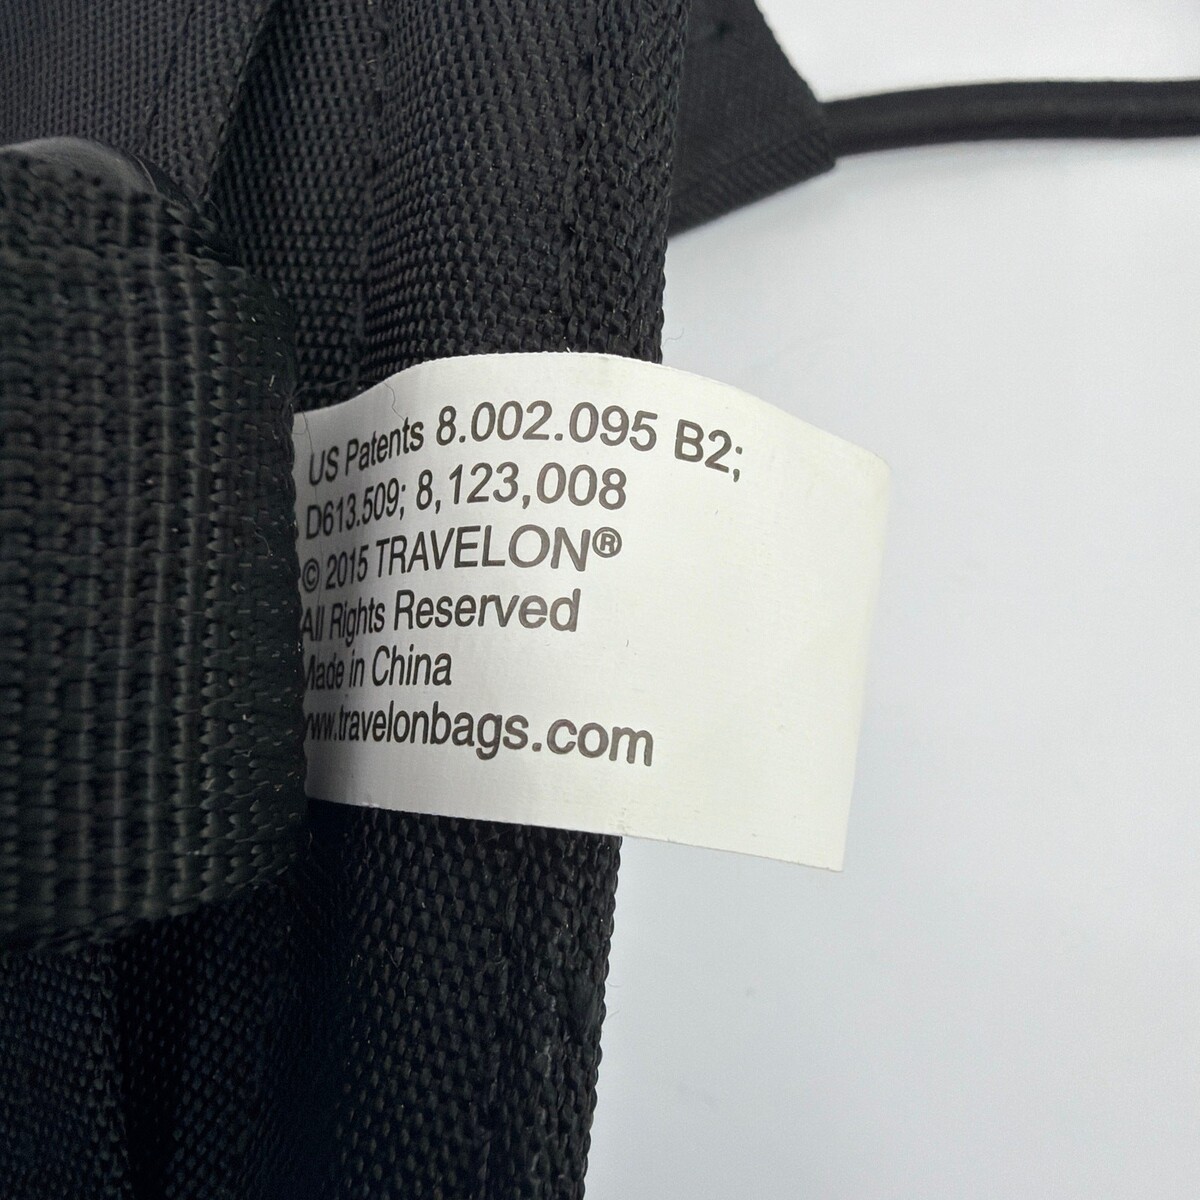 US Patents 8.002.095 B2;
D613.509; 8,123,008
© 2015 TRAVELON®
All Rights Reserved
Made in China
www.travelonbags.com